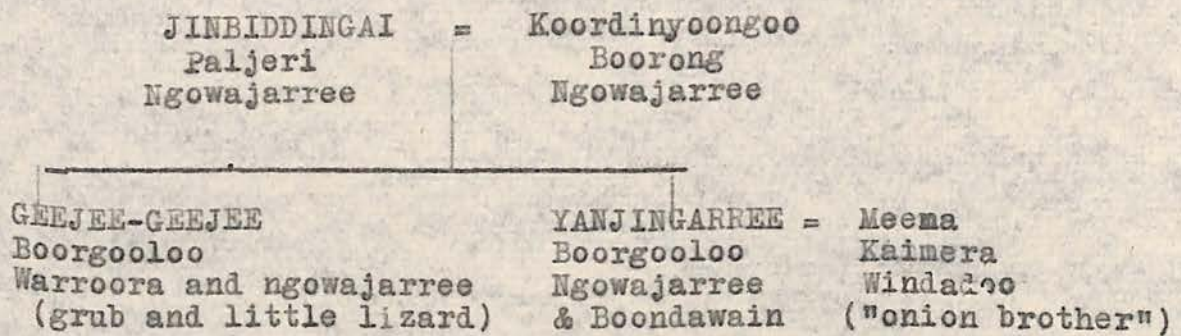 JINBIDDINGAI = Koordinyoongoo
Paljeri Boorong
Ngowajarree Ngowajarree
GEEJEE-GEEJEE YANJINGARREE = Meema
Boorgooloo Boorgooloo Kaimera
Warroora and ngowajarree Ngowajarree Windadoo
(grub and little lizard) & Boondawain ("onion brother")